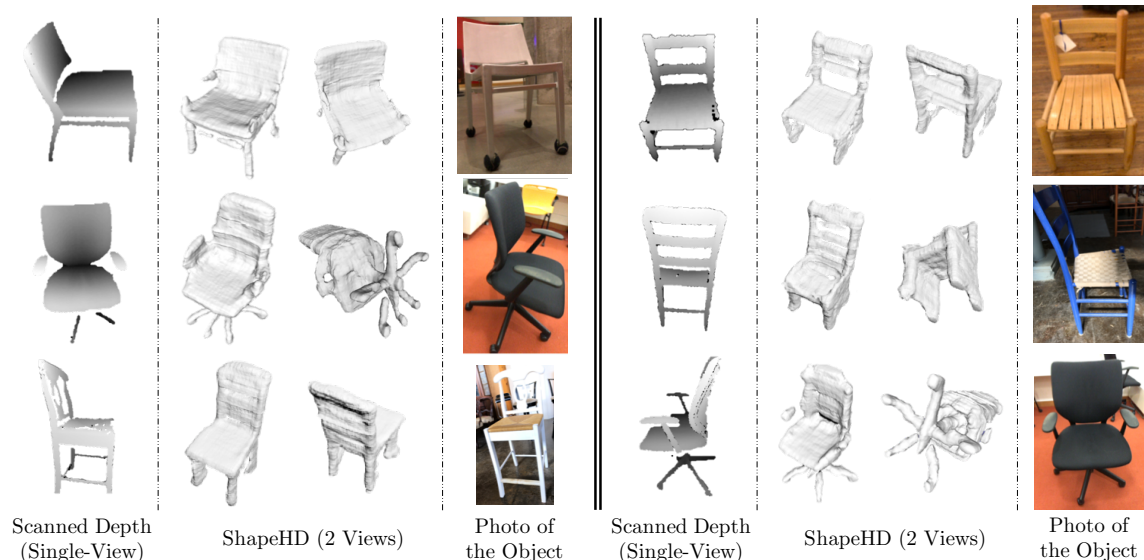 Scanned Depth
(Single-View)
ShapeHD (2 Views)
Photo of
the Object
Scanned Depth
(Single-View)
ShapeHD (2 Views)
Photo of
the Object